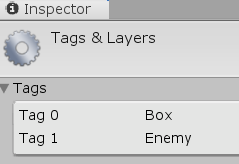 Inspector
Tags & Layers
Tags
Tag 0 Box
Tag 1 Enemy